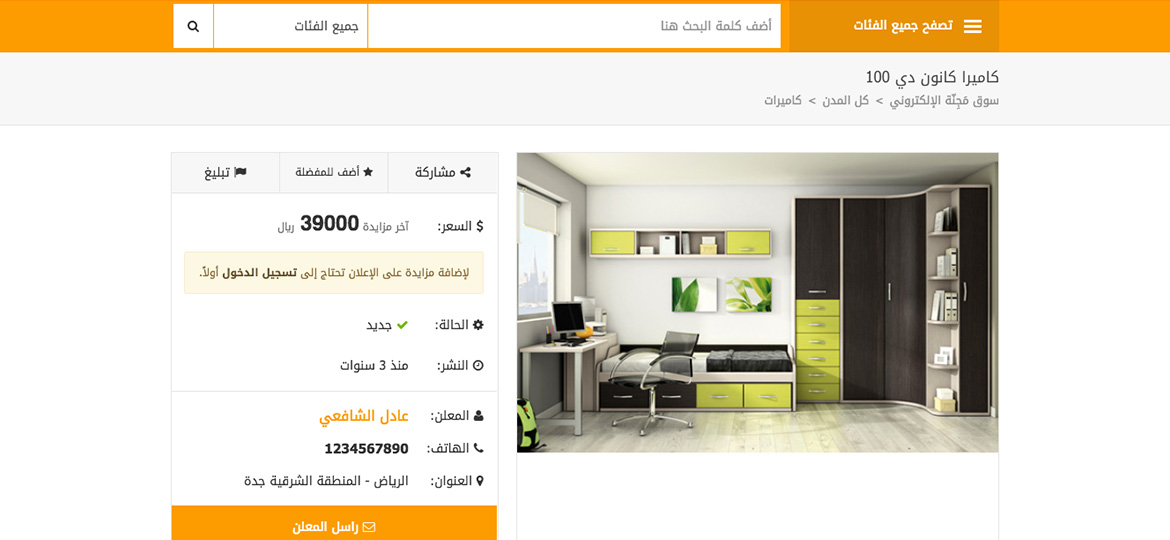 تصفح جميع الفئات
أضف كلمة البحث هنا
جميع الفئات
كاميرا كانون دي 100
سوق مَجِنّة الإلكتروني > كل المدن > كاميرات
مشاركة
أضف للمفضلة
تبليغ
السعر: آخر مزايدة 39000 ريال
لإضافة مزايدة على الإعلان تحتاج إلى تسجيل الدخول أولاً.
الحالة: جديد
النشر: منذ 3 سنوات
المعلن: عادل الشافعي
الهاتف: 1234567890
العنوان: الرياض - المنطقة الشرقية جدة
راسل المعلن